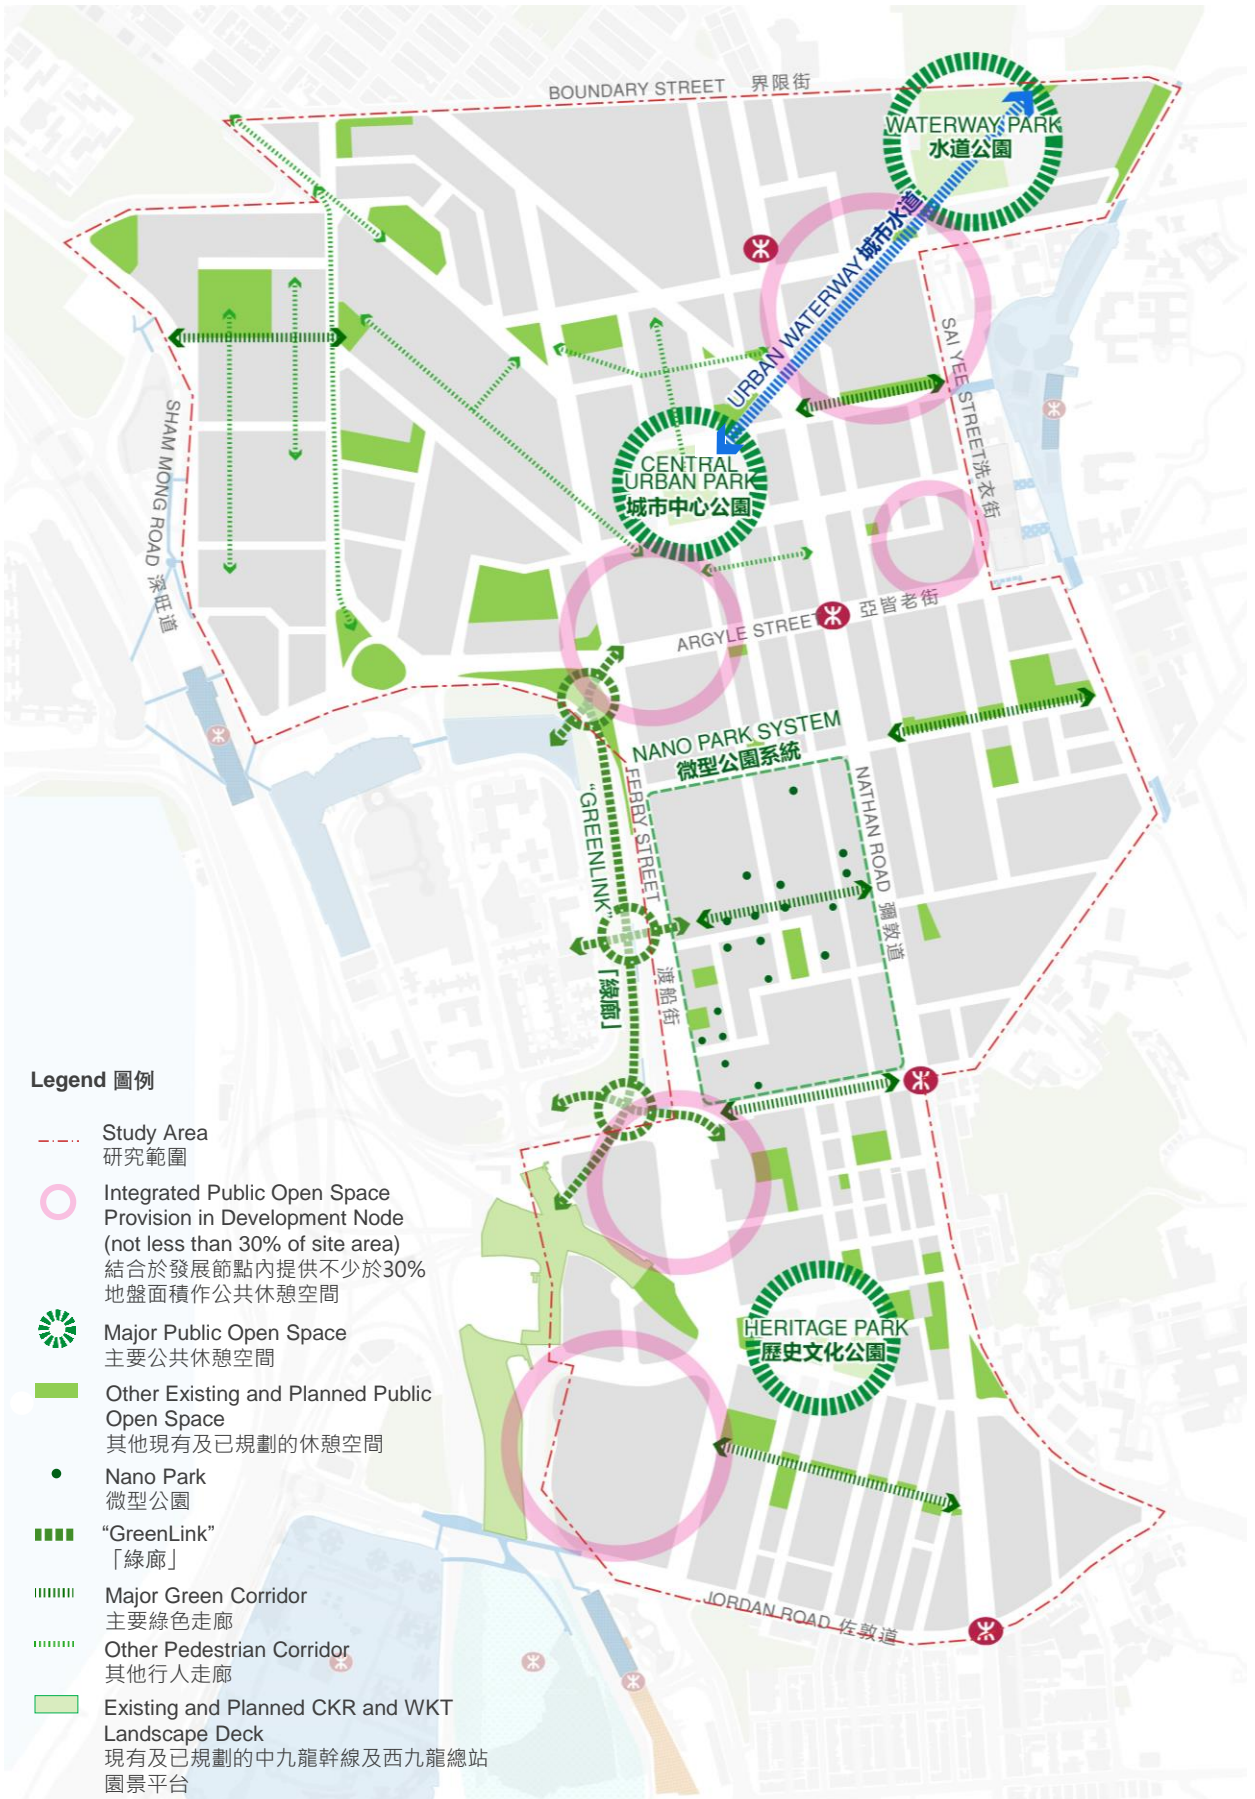 BOUNDARY STREET 界限街
WATERWAY PARK
水道公園
URBAN WATERWAY 城市水道
SAI YEE STREET 洗衣街
SHAM MONG ROAD 深旺道
CENTRAL
URBAN PARK
城市中心公園
ARGYLE STREET 亞皆老街
NANO PARK SYSTEM
微型公園系統
"GREENLINK"
「綠廊」
FERRY STREET
渡船街
NATHAN ROAD 彌敦道
HERITAGE PARK
歷史文化公園
JORDAN ROAD 佐敦道
Legend 圖例
Study Area
研究範圍
Integrated Public Open Space
Provision in Development Node
(not less than 30% of site area)
結合於發展節點內提供不少於30%
地盤面積作公共休憩空間
Major Public Open Space
主要公共休憩空間
Other Existing and Planned Public
Open Space
其他現有及已規劃的休憩空間
Nano Park
微型公園
“GreenLink”
「綠廊」
Major Green Corridor
主要綠色走廊
Other Pedestrian Corridor
其他行人走廊
Existing and Planned CKR and WKT
Landscape Deck
現有及已規劃的中九龍幹線及西九龍總站
園景平台